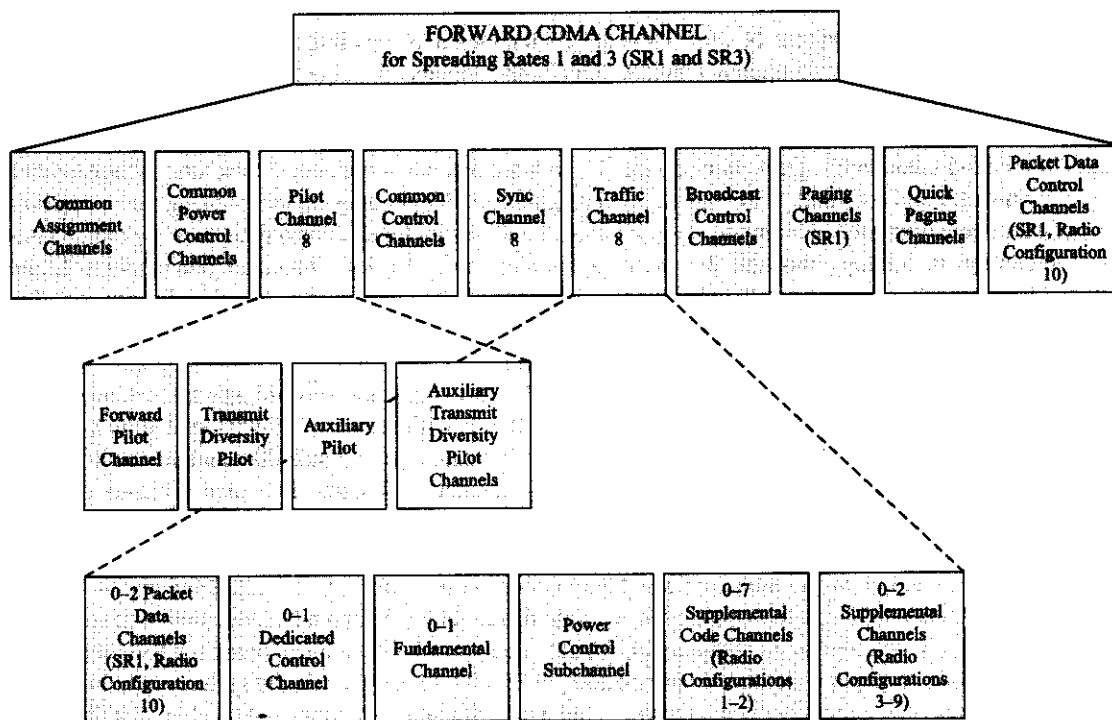 FORWARD CDMA CHANNEL
for Spreading Rates 1 and 3 (SR1 and SR3)
Common
Assignment
Channels
Common
Power
Control
Channels
Pilot
Channel
8
Common
Control
Channels
Sync
Channel
8
Traffic
Channel
8
Broadcast
Control
Channels
Paging
Channels
(SR1)
Quick
Paging
Channels
Packet Data
Control
Channels
(SR1, Radio
Configuration
10)
Forward
Pilot
Channel
Transmit
Diversity
Pilot
Auxiliary
Pilot
Auxiliary
Transmit
Diversity
Pilot
Channels
0–2 Packet
Data
Channels
(SR1, Radio
Configuration
10)
0–1
Dedicated
Control
Channel
0–1
Fundamental
Channel
Power
Control
Subchannel
0–7
Supplemental
Code Channels
(Radio
Configurations
1–2)
0–2
Supplemental
Channels
(Radio
Configurations
3–9)